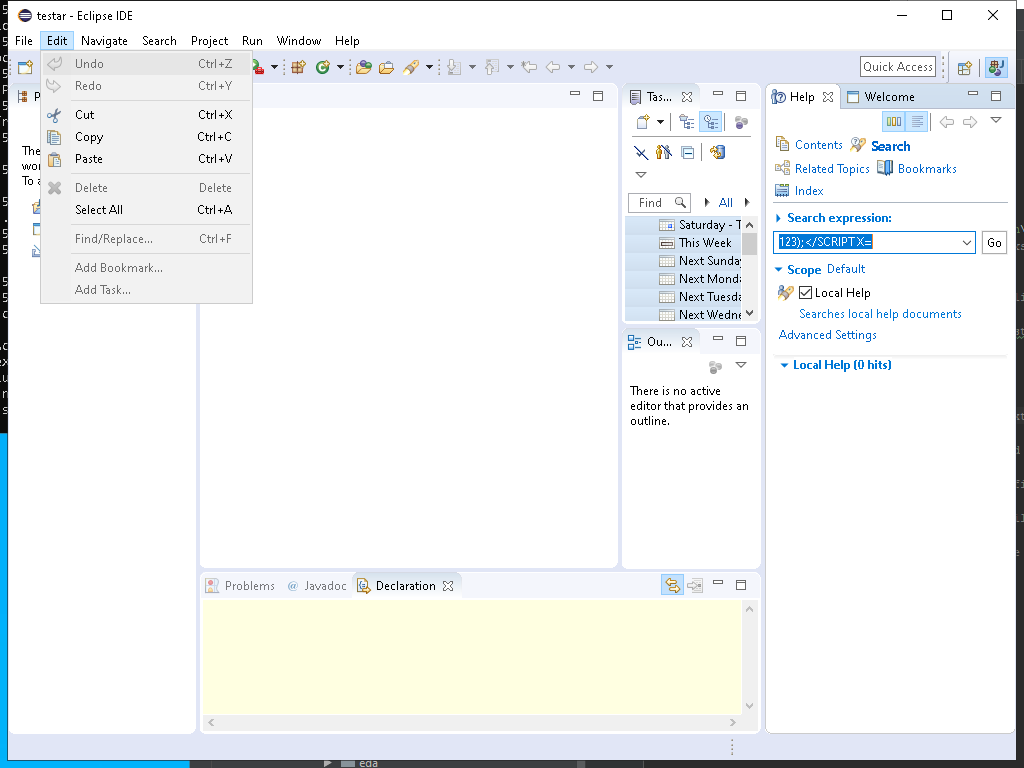 testar - Eclipse IDE
File Edit Navigate Search Project Run Window Help
Quick Access
Undo Ctrl+Z
Redo Ctrl+Y
Cut Ctrl+X
Copy Ctrl+C
Paste Ctrl+V
Delete Delete
Select All Ctrl+A
Find/Replace... Ctrl+F
Add Bookmark...
Add Task...
P
The
wor
To a
Tas...
Find
All
Saturday - T
This Week
Next Sunday
Next Monda
Next Tuesda
Next Wedne
Ou...
There is no active
editor that provides an
outline.
Help Welcome
Contents Search
Related Topics Bookmarks
Index
Search expression:
123);</SCRIPT X=
Go
Scope Default
Local Help
Searches local help documents
Advanced Settings
Local Help (0 hits)
Problems @ Javadoc Declaration
eda